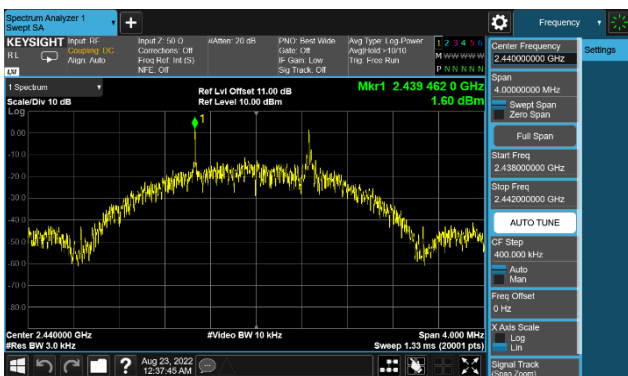 Spectrum Analyzer 1
Swept SA
Frequency
KEYSIGHT
Input: RF
Input Z: 50 Ω
#Atten: 20 dB
PNO: Best Wide
Avg Type: Log-Power
1 2 3 4 5 6
RL
Coupling: DC
Corrections: Off
Gate: Off
Avg|Hold:>10/10
M W W W W W
Align: Auto
Freq Ref: Int (S)
IF Gain: Low
Trig: Free Run
NFE: Off
Sig Track: Off
P N N N N N
LXI
1 Spectrum
Ref Lvl Offset 11.00 dB
Mkr1 2.439 462 0 GHz
Scale/Div 10 dB
Ref Level 10.00 dBm
1.60 dBm
Log
1
0.00
-10.0
-20.0
-30.0
-40.0
-50.0
-60.0
-70.0
-80.0
Center 2.440000 GHz
#Video BW 10 kHz
Span 4.000 MHz
#Res BW 3.0 kHz
Sweep 1.33 ms (20001 pts)
?
Aug 23, 2022
12:37:45 AM
Center Frequency
2.440000000 GHz
Settings
Span
4.00000000 MHz
Swept Span
Zero Span
Full Span
Start Freq
2.438000000 GHz
Stop Freq
2.442000000 GHz
AUTO TUNE
CF Step
400.000 kHz
Auto
Man
Freq Offset
0 Hz
X Axis Scale
Log
Lin
Signal Track
(Span Zoom)